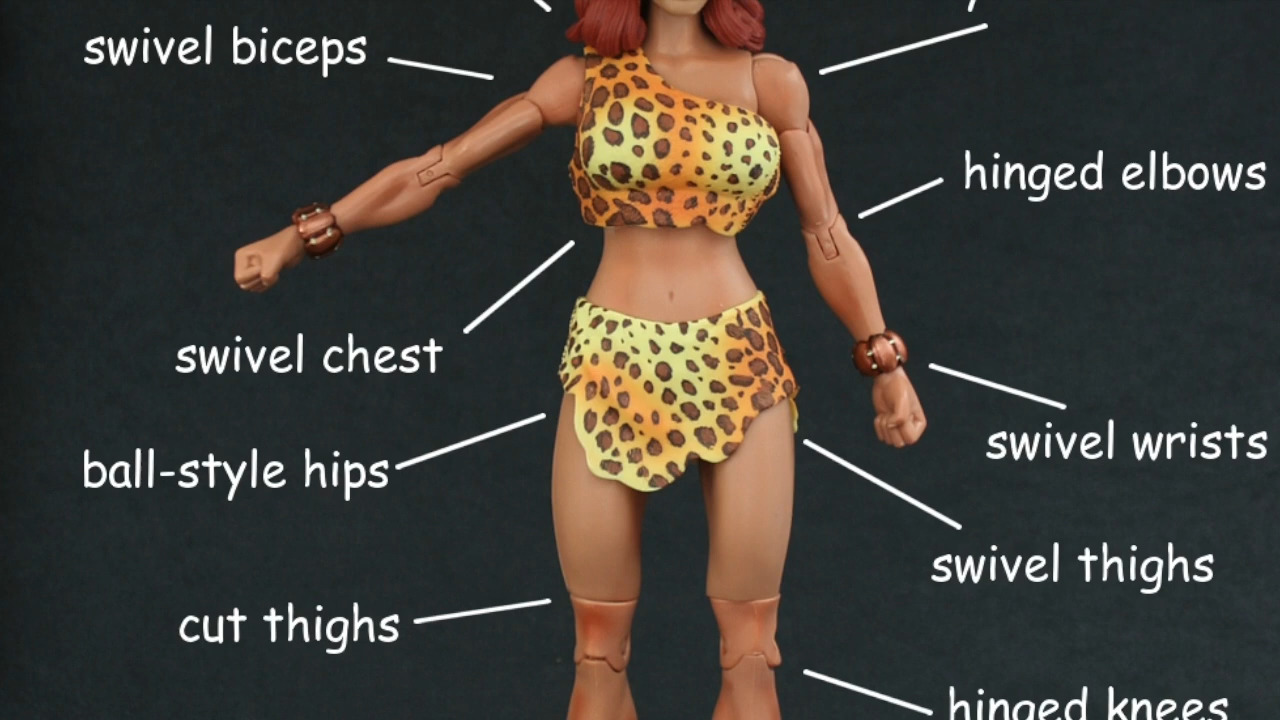 swivel biceps
hinged elbows
swivel chest
swivel wrists
ball-style hips
swivel thighs
cut thighs
hinged knees